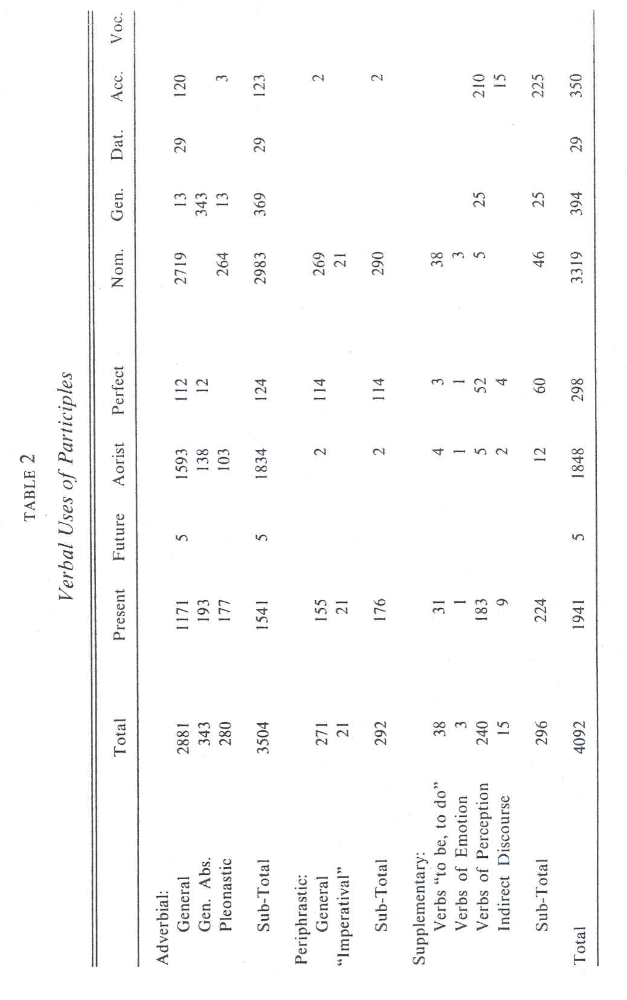 TABLE 2
Verbal Uses of Participles
Total Present Future Aorist Perfect Nom. Gen. Dat. Acc. Voc.
Adverbial:
General 2881 1171 5 1593 112 2719 13 29 120
Gen. Abs. 343 193 138 12 343
Pleonastic 280 177 103 264 13 3
Sub-Total 3504 1541 5 1834 124 2983 369 29 123
Periphrastic:
General 271 155 2 114 269 2
“Imperatival” 21 21 21
Sub-Total 292 176 2 114 290 2
Supplementary:
Verbs “to be, to do” 38 31 4 3 38
Verbs of Emotion 3 1 1 1 3
Verbs of Perception 240 183 5 52 5 25 210
Indirect Discourse 15 9 2 4 15
Sub-Total 296 224 12 60 46 25 225
Total 4092 1941 5 1848 298 3319 394 29 350